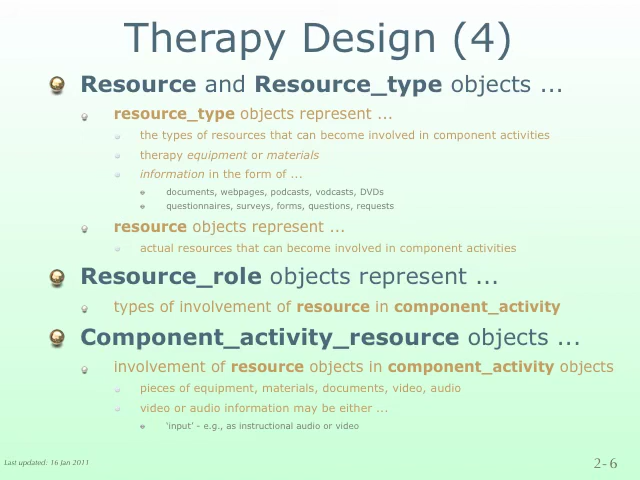 Therapy Design (4)
Resource and Resource_type objects ...
resource_type objects represent ...
the types of resources that can become involved in component activities
therapy equipment or materials
information in the form of ...
documents, webpages, podcasts, vodcasts, DVDs
questionnaires, surveys, forms, questions, requests
resource objects represent ...
actual resources that can become involved in component activities
Resource_role objects represent ...
types of involvement of resource in component_activity
Component_activity_resource objects ...
involvement of resource objects in component_activity objects
pieces of equipment, materials, documents, video, audio
video or audio information may be either ...
'input' - e.g., as instructional audio or video
Last updated: 16 Jan 2011
2- 6